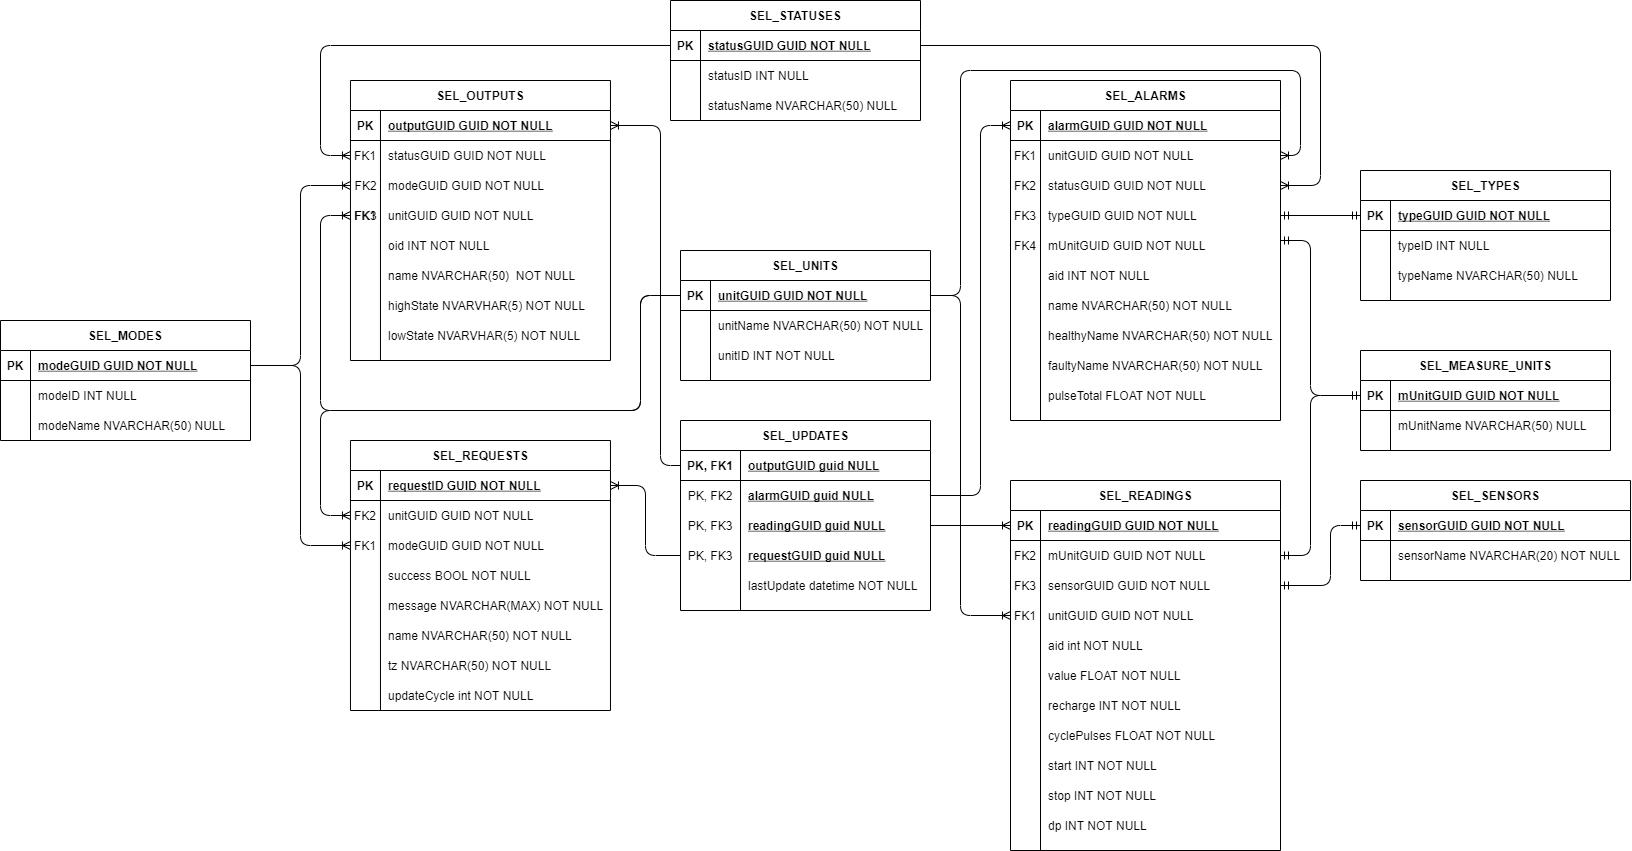 SEL_STATUSES
PK statusGUID GUID NOT NULL
statusID INT NULL
statusName NVARCHAR(50) NULL
SEL_OUTPUTS
PK outputGUID GUID NOT NULL
FK1 statusGUID GUID NOT NULL
FK2 modeGUID GUID NOT NULL
unitGUID GUID NOT NULL
oid INT NOT NULL
name NVARCHAR(50) NOT NULL
highState NVARVHAR(5) NOT NULL
lowState NVARVHAR(5) NOT NULL
SEL_ALARMS
PK alarmGUID GUID NOT NULL
FK1 unitGUID GUID NOT NULL
FK2 statusGUID GUID NOT NULL
FK3 typeGUID GUID NOT NULL
FK4 mUnitGUID GUID NOT NULL
aid INT NOT NULL
name NVARCHAR(50) NOT NULL
healthyName NVARCHAR(50) NOT NULL
faultyName NVARCHAR(50) NOT NULL
pulseTotal FLOAT NOT NULL
SEL_TYPES
PK typeGUID GUID NOT NULL
typeID INT NULL
typeName NVARCHAR(50) NULL
SEL_UNITS
PK unitGUID GUID NOT NULL
unitName NVARCHAR(50) NOT NULL
unitID INT NOT NULL
SEL_MODES
PK modeGUID GUID NOT NULL
modeID INT NULL
modeName NVARCHAR(50) NULL
SEL_MEASURE_UNITS
PK mUnitGUID GUID NOT NULL
mUnitName NVARCHAR(50) NULL
SEL_REQUESTS
PK requestID GUID NOT NULL
FK2 unitGUID GUID NOT NULL
FK1 modeGUID GUID NOT NULL
success BOOL NOT NULL
message NVARCHAR(MAX) NOT NULL
name NVARCHAR(50) NOT NULL
tz NVARCHAR(50) NOT NULL
updateCycle int NOT NULL
SEL_UPDATES
PK, FK1 outputGUID guid NULL
PK, FK2 alarmGUID guid NULL
PK, FK3 readingGUID guid NULL
PK, FK3 requestGUID guid NULL
lastUpdate datetime NOT NULL
SEL_READINGS
PK readingGUID GUID NOT NULL
FK2 mUnitGUID GUID NOT NULL
FK3 sensorGUID GUID NOT NULL
FK1 unitGUID GUID NOT NULL
aid int NOT NULL
value FLOAT NOT NULL
recharge INT NOT NULL
cyclePulses FLOAT NOT NULL
start INT NOT NULL
stop INT NOT NULL
dp INT NOT NULL
SEL_SENSORS
PK sensorGUID GUID NOT NULL
sensorName NVARCHAR(20) NOT NULL